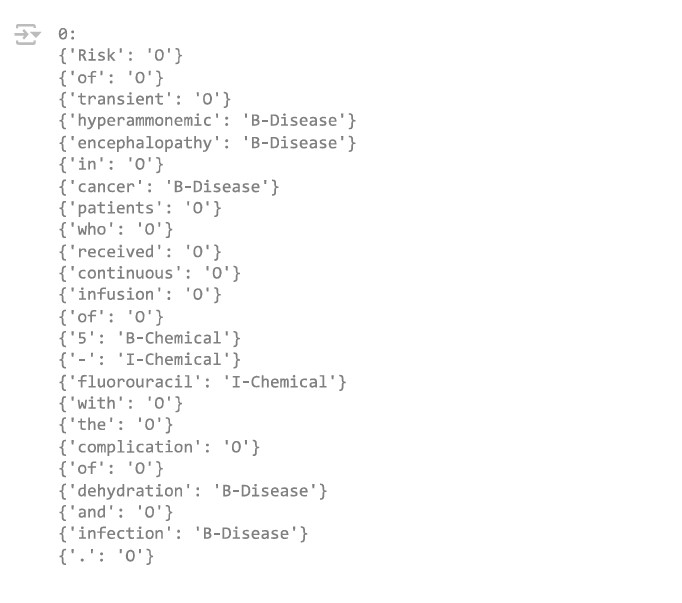 0:
{'Risk': 'O'}
{'of': 'O'}
{'transient': 'O'}
{'hyperammonemic': 'B-Disease'}
{'encephalopathy': 'B-Disease'}
{'in': 'O'}
{'cancer': 'B-Disease'}
{'patients': 'O'}
{'who': 'O'}
{'received': 'O'}
{'continuous': 'O'}
{'infusion': 'O'}
{'of': 'O'}
{'5': 'B-Chemical'}
{'-': 'I-Chemical'}
{'fluorouracil': 'I-Chemical'}
{'with': 'O'}
{'the': 'O'}
{'complication': 'O'}
{'of': 'O'}
{'dehydration': 'B-Disease'}
{'and': 'O'}
{'infection': 'B-Disease'}
{'.': 'O'}